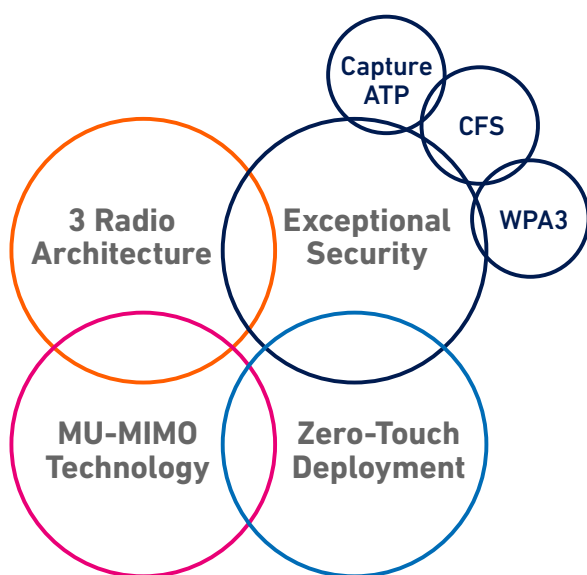 Capture
ATP
CFS
WPA3
3 Radio
Architecture
Exceptional
Security
MU-MIMO
Technology
Zero-Touch
Deployment